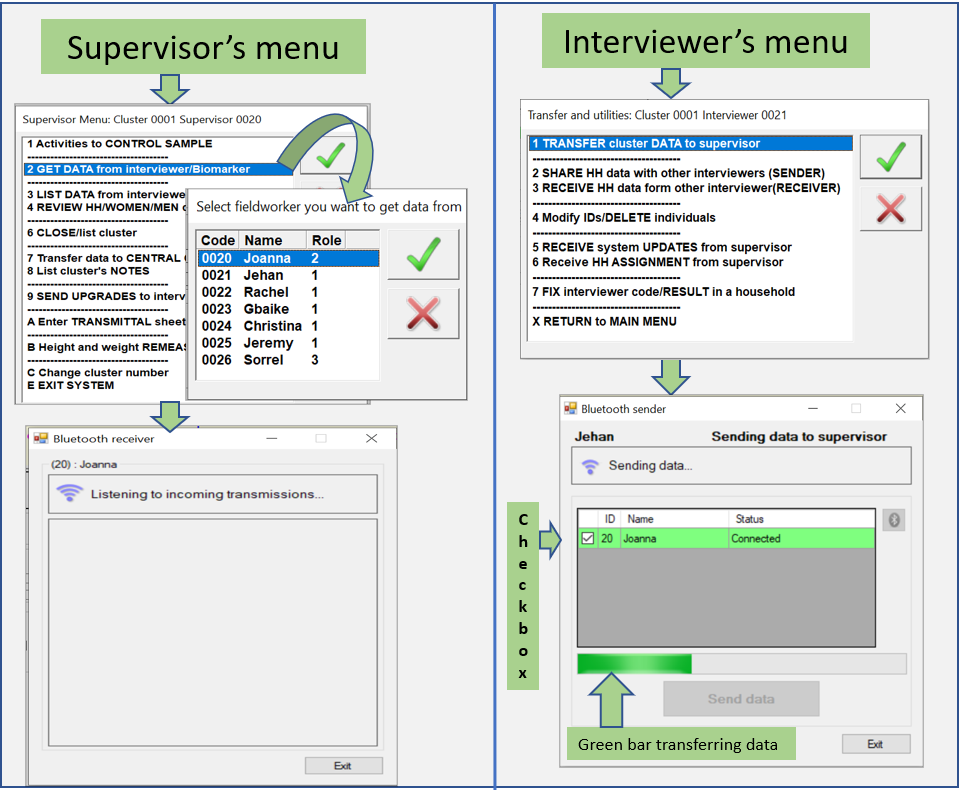 Supervisor's menu
Supervisor Menu: Cluster 0001 Supervisor 0020
1 Activities to CONTROL SAMPLE
------------------------------------
2 GET DATA from interviewer/Biomarker
------------------------------------
3 LIST DATA from interviewe
4 REVIEW HH/WOMEN/MEN
------------------------------------
6 CLOSE/list cluster
------------------------------------
7 Transfer data to CENTRAL
8 List cluster's NOTES
------------------------------------
9 SEND UPGRADES to interv
------------------------------------
A Enter TRANSMITTAL sheet
------------------------------------
B Height and weight REMEAS
------------------------------------
C Change cluster number
E EXIT SYSTEM
Select fieldworker you want to get data from
Code Name Role
0020 Joanna 2
0021 Jehan 1
0022 Rachel 1
0023 Gbaike 1
0024 Christina 1
0025 Jeremy 1
0026 Sorrel 3
Bluetooth receiver
(20) : Joanna
Listening to incoming transmissions...
Exit
Interviewer's menu
Transfer and utilities: Cluster 0001 Interviewer 0021
1 TRANSFER cluster DATA to supervisor
------------------------------------
2 SHARE HH data with other interviewers (SENDER)
3 RECEIVE HH data form other interviewer(RECEIVER)
------------------------------------
4 Modify IDs/DELETE individuals
------------------------------------
5 RECEIVE system UPDATES from supervisor
6 Receive HH ASSIGNMENT from supervisor
------------------------------------
7 FIX interviewer code/RESULT in a household
------------------------------------
X RETURN to MAIN MENU
Bluetooth sender
Jehan Sending data to supervisor
Sending data...
Checkbox
ID Name Status
20 Joanna Connected
Send data
Green bar transferring data
Exit